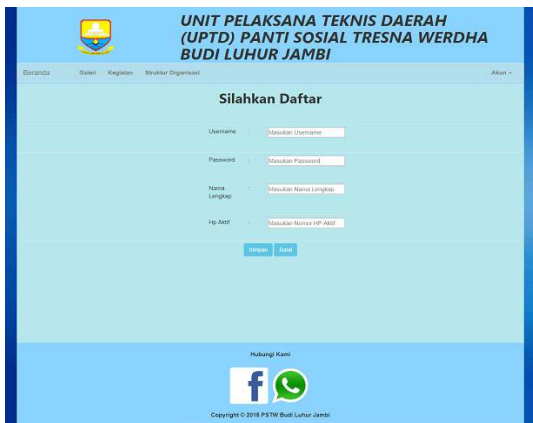 UNIT PELAKSANA TEKNIS DAERAH
(UPTD) PANTI SOSIAL TRESNA WERDHA
BUDI LUHUR JAMBI
Beranda Galeri Kegiatan Struktur Organisasi Akun
Silahkan Daftar
Username : Masukan Username
Password : Masukan Password
Nama Lengkap : Masukan Nama Lengkap
Hp Aktif : Masukan Nomor HP Aktif
Simpan Batal
Hubungi Kami
f
Copyright © 2018 PSTW Budi Luhur Jambi